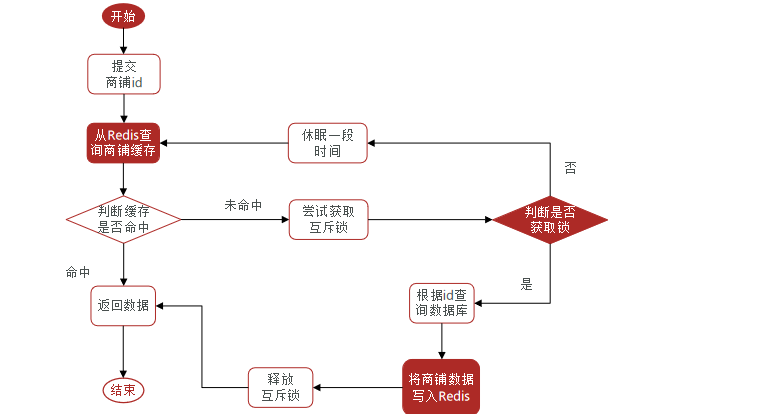 开始
提交
商铺id
从Redis查
询商铺缓存
休眠一段
时间
否
判断缓存
是否命中
未命中
尝试获取
互斥锁
判断是否
获取锁
命中
是
返回数据
根据id查
询数据库
结束
释放
互斥锁
将商铺数据
写入Redis